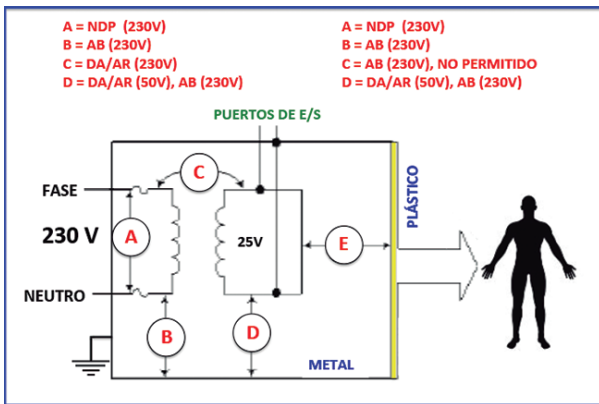 A = NDP (230V)
B = AB (230V)
C = DA/AR (230V)
D = DA/AR (50V), AB (230V)
A = NDP (230V)
B = AB (230V)
C = AB (230V), NO PERMITIDO
D = DA/AR (50V), AB (230V)
PUERTOS DE E/S
C
FASE
PLÁSTICO
230 V
A
25V
E
NEUTRO
B
D
METAL